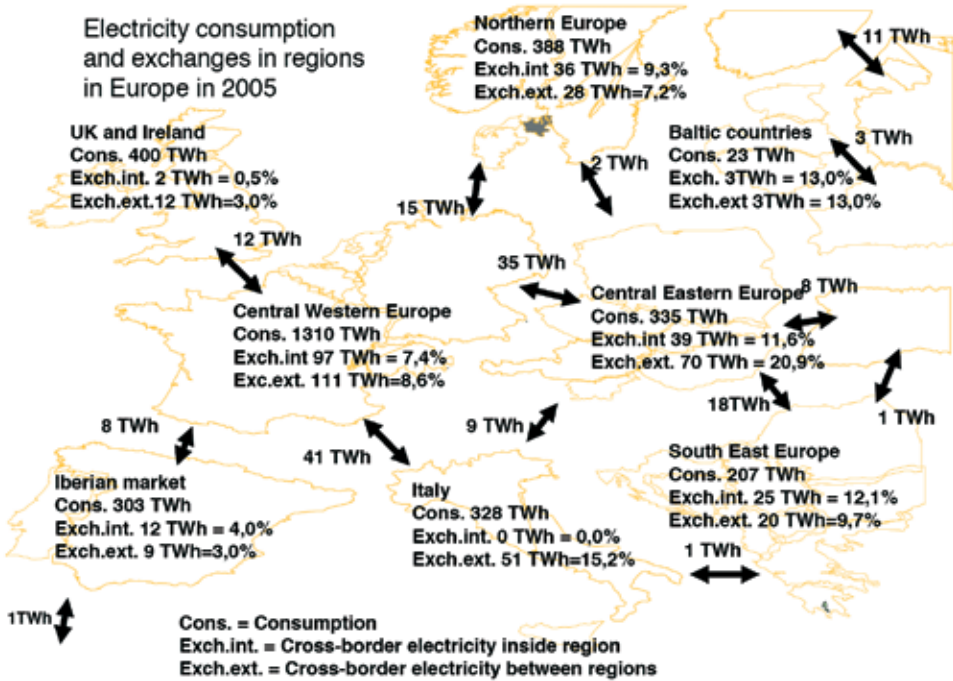 Electricity consumption
and exchanges in regions
in Europe in 2005
Northern Europe
Cons. 388 TWh
Exch.int 36 TWh = 9,3%
Exch.ext. 28 TWh=7,2%
11 TWh
UK and Ireland
Cons. 400 TWh
Exch.int. 2 TWh = 0,5%
Exch.ext.12 TWh=3,0%
Baltic countries
Cons. 23 TWh
Exch. 3TWh = 13,0%
Exch.ext 3TWh = 13,0%
3 TWh
2 TWh
15 TWh
12 TWh
35 TWh
8 TWh
Central Western Europe
Cons. 1310 TWh
Exch.int 97 TWh = 7,4%
Exc.ext. 111 TWh=8,6%
Central Eastern Europe
Cons. 335 TWh
Exch.int 39 TWh = 11,6%
Exch.ext. 70 TWh = 20,9%
8 TWh
41 TWh
9 TWh
18TWh
1 TWh
Iberian market
Cons. 303 TWh
Exch.int. 12 TWh = 4,0%
Exch.ext. 9 TWh=3,0%
Italy
Cons. 328 TWh
Exch.int. 0 TWh = 0,0%
Exch.ext. 51 TWh=15,2%
South East Europe
Cons. 207 TWh
Exch.int. 25 TWh = 12,1%
Exch.ext. 20 TWh=9,7%
1 TWh
1TWh
Cons. = Consumption
Exch.int. = Cross-border electricity inside region
Exch.ext. = Cross-border electricity between regions